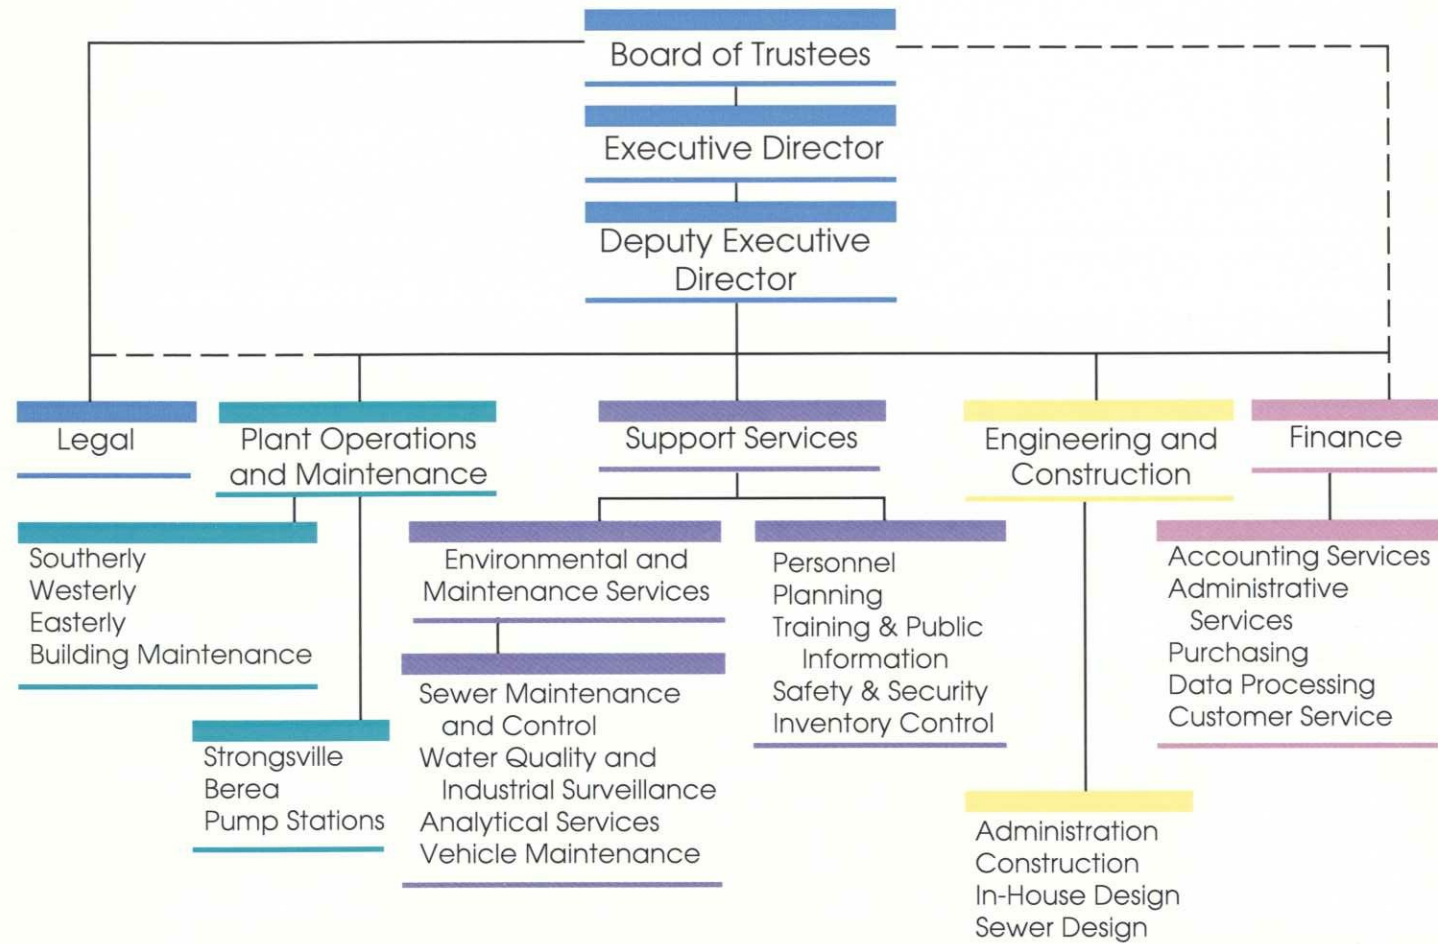 Board of Trustees
Executive Director
Deputy Executive
Director
Legal
Plant Operations
and Maintenance
Support Services
Engineering and
Construction
Finance
Southerly
Westerly
Easterly
Building Maintenance
Strongsville
Berea
Pump Stations
Environmental and
Maintenance Services
Sewer Maintenance
and Control
Water Quality and
Industrial Surveillance
Analytical Services
Vehicle Maintenance
Personnel
Planning
Training & Public
Information
Safety & Security
Inventory Control
Administration
Construction
In-House Design
Sewer Design
Accounting Services
Administrative
Services
Purchasing
Data Processing
Customer Service